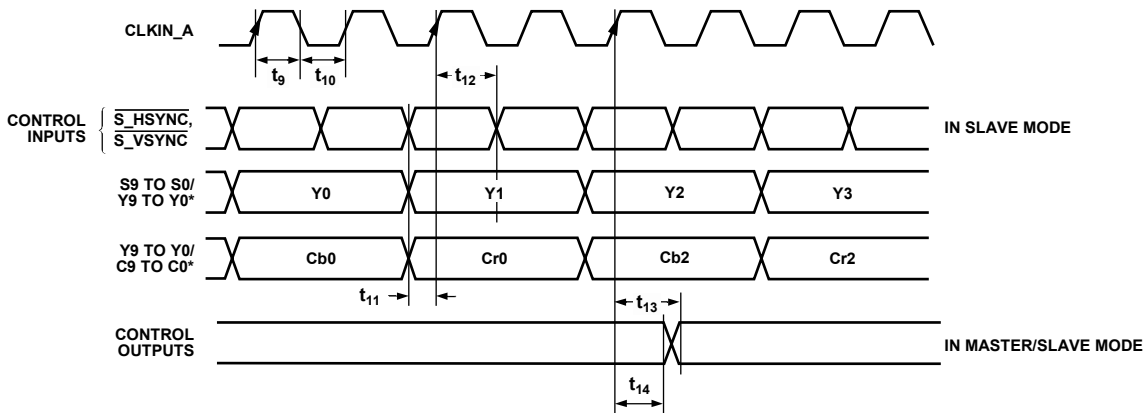 CLKIN_A
t9
t10
t12
CONTROL INPUTS
S_HSYNC,
S_VSYNC
IN SLAVE MODE
S9 TO S0/
Y9 TO Y0*
Y0
Y1
Y2
Y3
Y9 TO Y0/
C9 TO C0*
Cb0
Cr0
Cb2
Cr2
t11
t13
CONTROL
OUTPUTS
IN MASTER/SLAVE MODE
t14